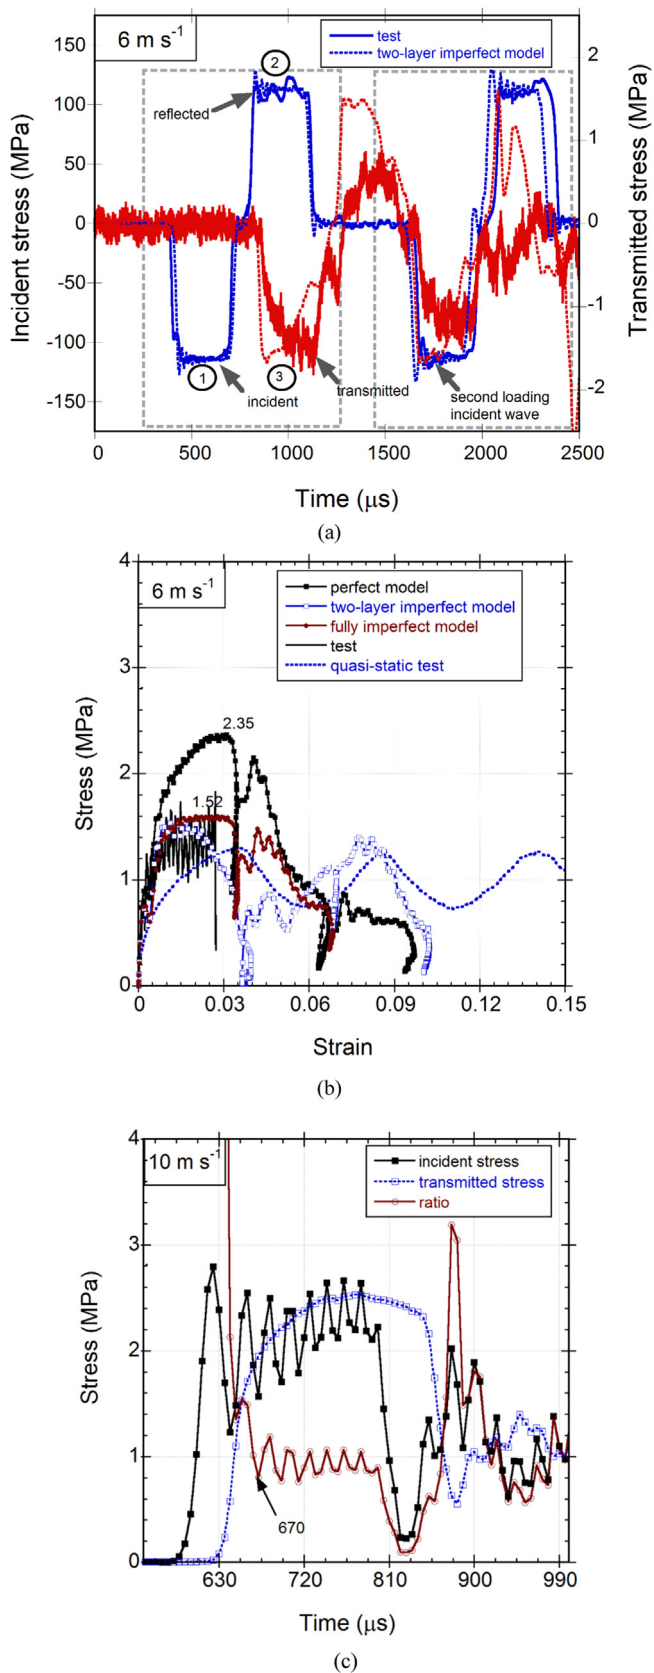 6 m s⁻¹
test
two-layer imperfect model
reflected
2
1
3
incident
transmitted
second loading
incident wave
150
100
50
0
-50
-100
-150
Incident stress (MPa)
2
1
0
-1
-2
Transmitted stress (MPa)
0
500
1000
1500
2000
2500
Time (μs)
(a)
6 m s⁻¹
perfect model
two-layer imperfect model
fully imperfect model
test
quasi-static test
2.35
1.52
4
3
2
1
0
Stress (MPa)
0
0.03
0.06
0.09
0.12
0.15
Strain
(b)
10 m s⁻¹
incident stress
transmitted stress
ratio
670
4
3
2
1
0
Stress (MPa)
630
720
810
900
990
Time (μs)
(c)